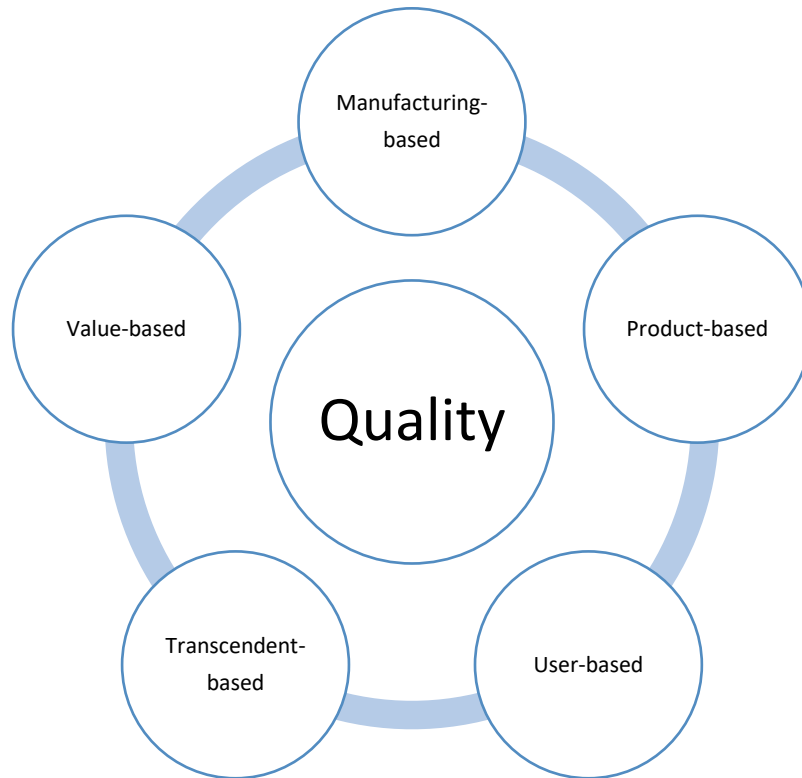 Manufacturing-
based
Value-based
Product-based
Quality
Transcendent-
based
User-based